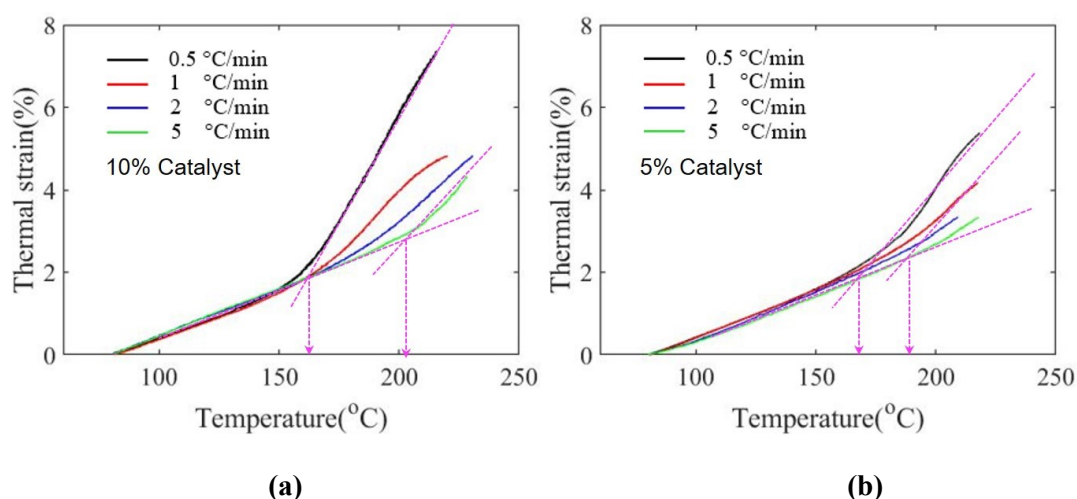 8
6
4
2
0
Thermal strain(%)
0.5 °C/min
1 °C/min
2 °C/min
5 °C/min
10% Catalyst
100 150 200 250
Temperature(°C)
(a)
8
6
4
2
0
Thermal strain(%)
0.5 °C/min
1 °C/min
2 °C/min
5 °C/min
5% Catalyst
100 150 200 250
Temperature(°C)
(b)